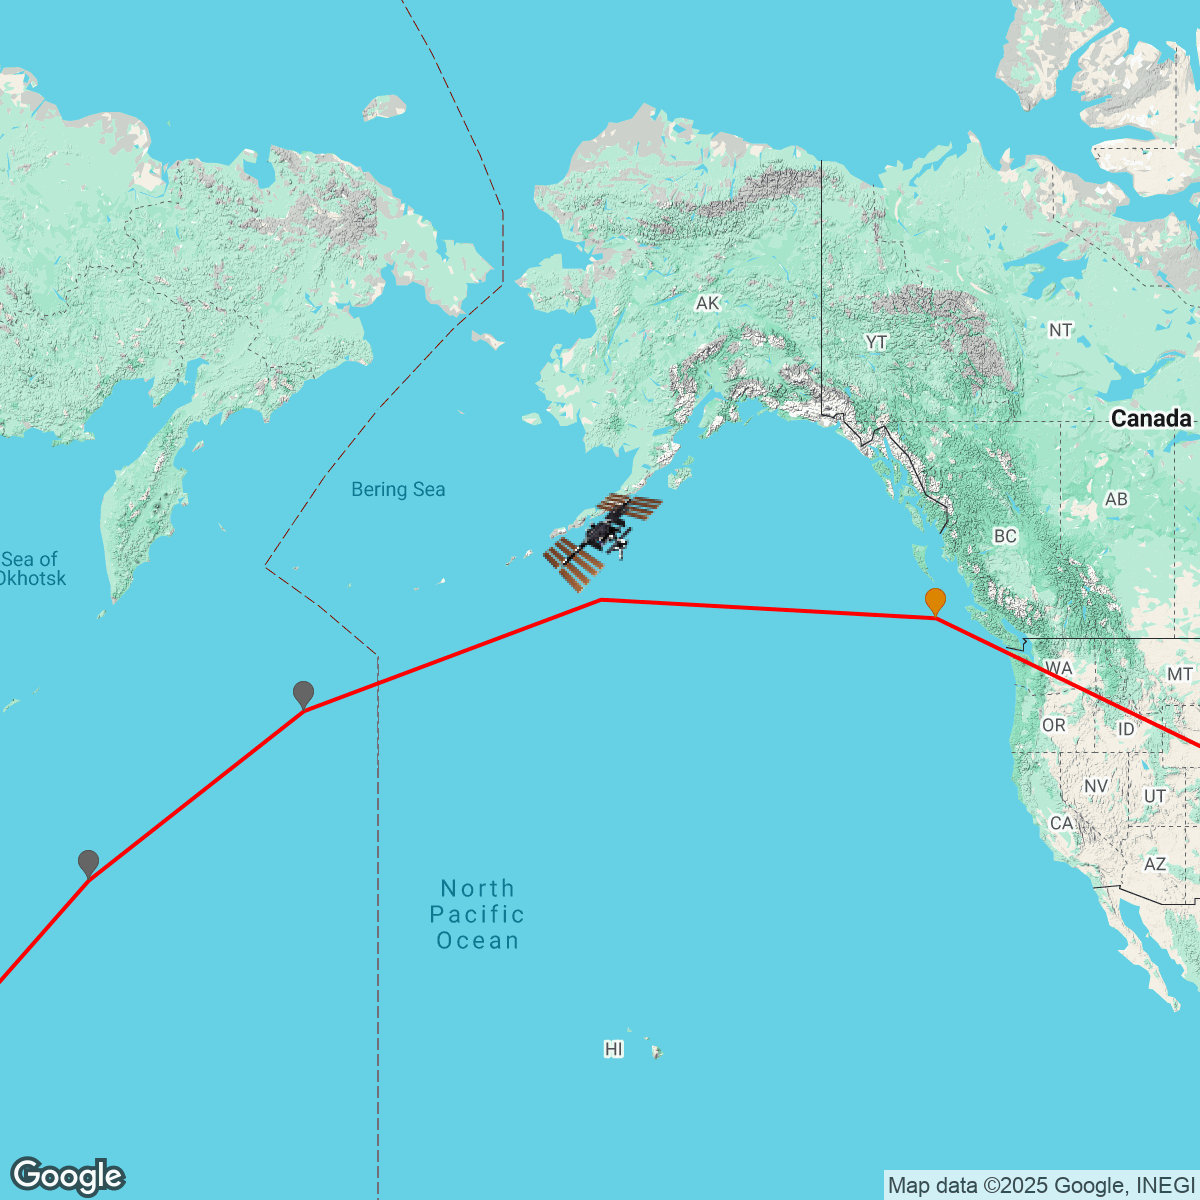 AK
YT
NT
Canada
Bering Sea
AB
BC
Sea of
Okhotsk
WA
MT
OR
ID
NV
UT
CA
AZ
North
Pacific
Ocean
HI
Google
Map data ©2025 Google, INEGI